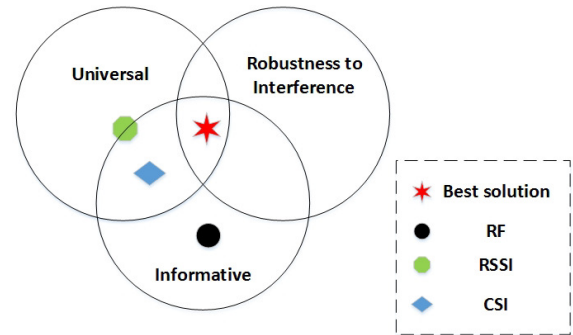 Universal
Robustness to
Interference
Informative
Best solution
RF
RSSI
CSI